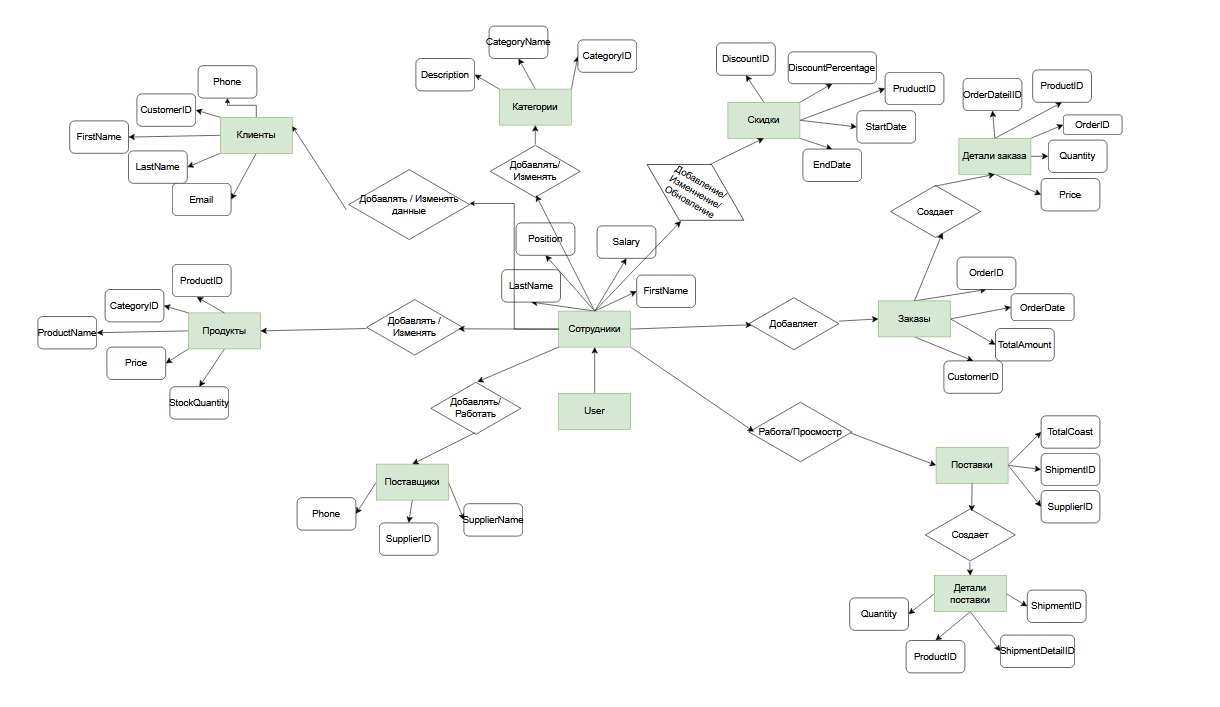 CategoryName
CategoryID
Description
Категории
Добавлять/
Изменять
Phone
CustomerID
FirstName
LastName
Email
Клиенты
Добавлять / Изменять
данные
DiscountID
DiscountPercentage
PruductID
StartDate
EndDate
Скидки
Добавление/
Изменнение/
Обновление
OrderDateilID
ProductID
OrderID
Quantity
Price
Детали заказа
Создает
Position
Salary
LastName
FirstName
Сотрудники
User
ProductID
CategoryID
ProductName
Price
StockQuantity
Продукты
Добавлять /
Изменять
Добавляет
Заказы
OrderID
OrderDate
TotalAmount
CustomerID
Добавлять/
Работать
Поставщики
Phone
SupplierID
SupplierName
Работа/Просмостр
Поставки
TotalCoast
ShipmentID
SupplierID
Создает
Детали
поставки
Quantity
ProductID
ShipmentDetailID
ShipmentID